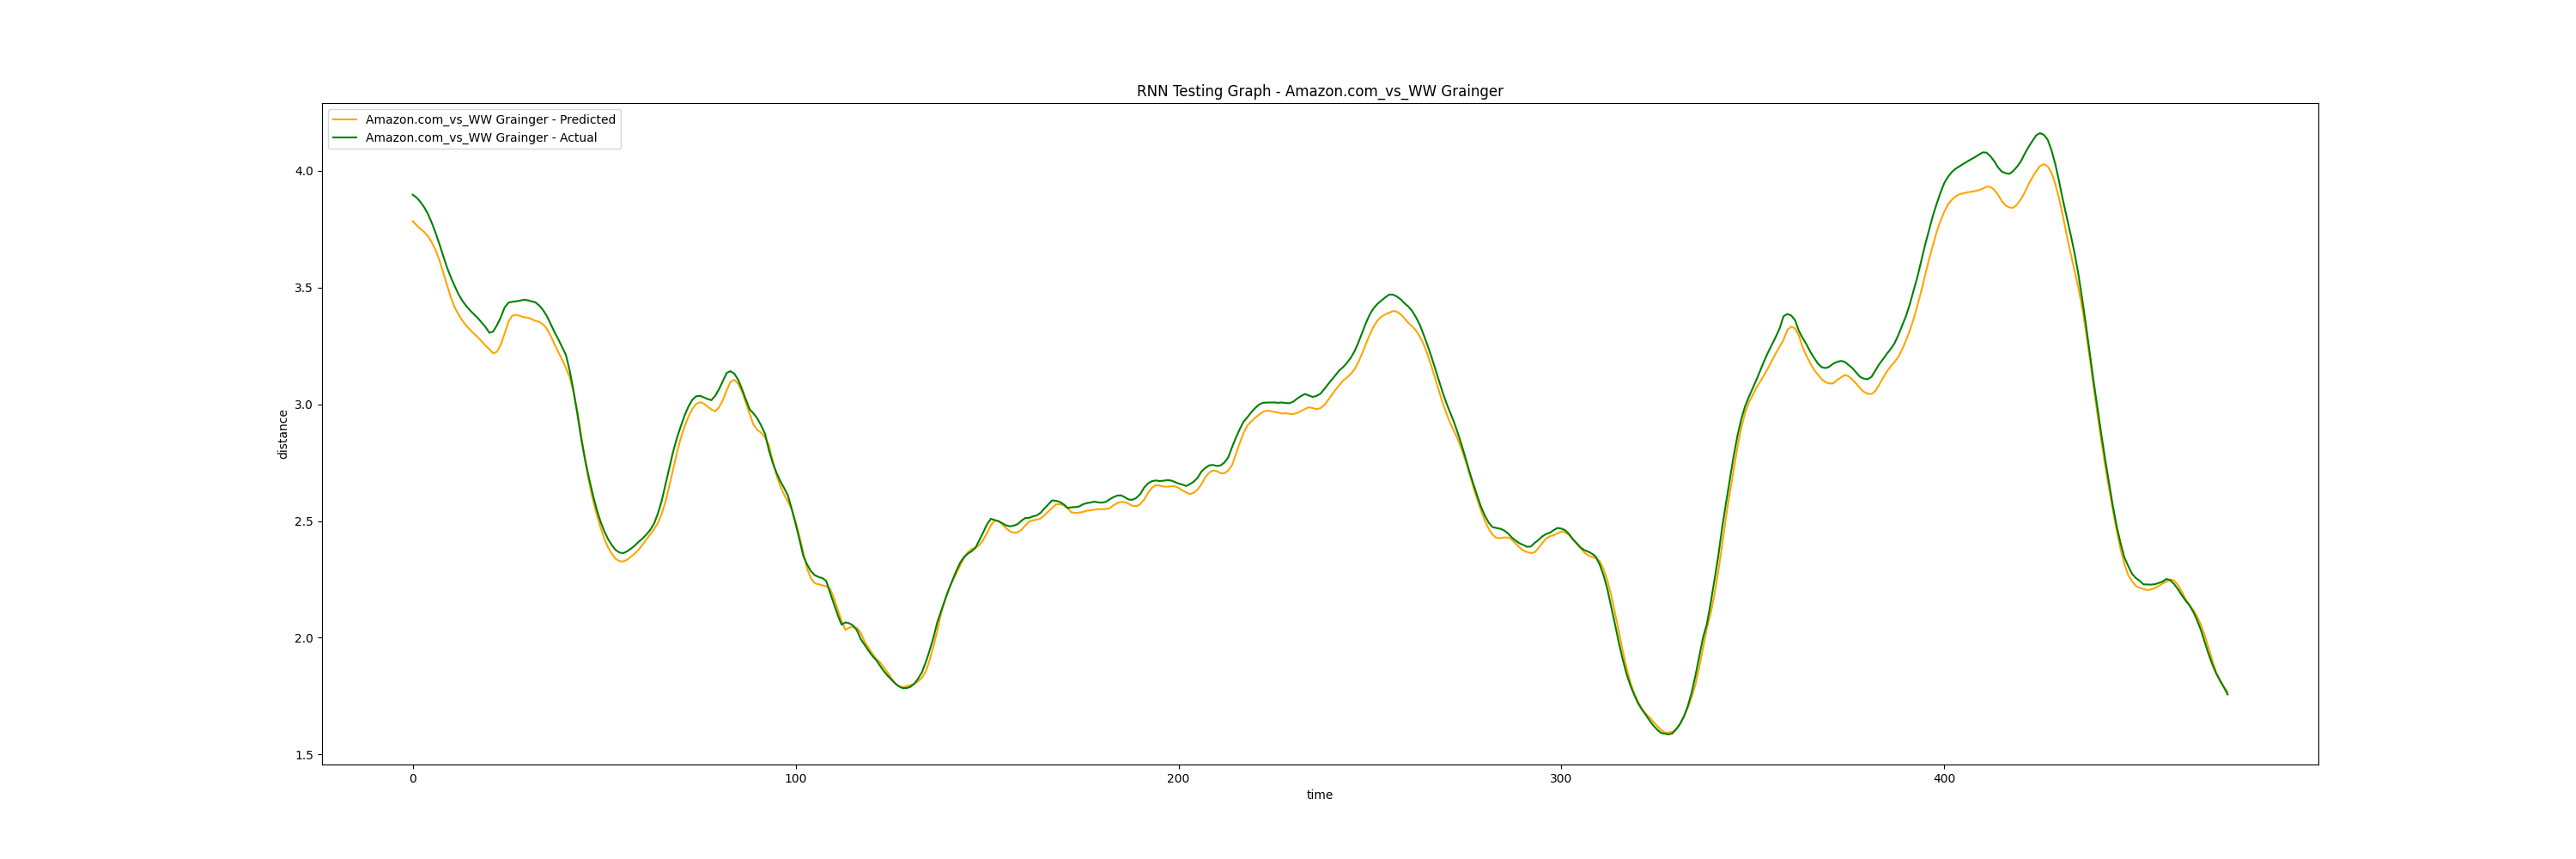 RNN Testing Graph - Amazon.com_vs_WW Grainger
Amazon.com_vs_WW Grainger - Predicted
Amazon.com_vs_WW Grainger - Actual
4.0
3.5
3.0
2.5
2.0
1.5
distance
0 100 200 300 400
time